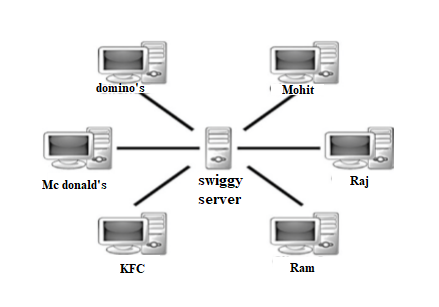 domino's
Mohit
Mc donald's
swiggy
server
Raj
KFC
Ram